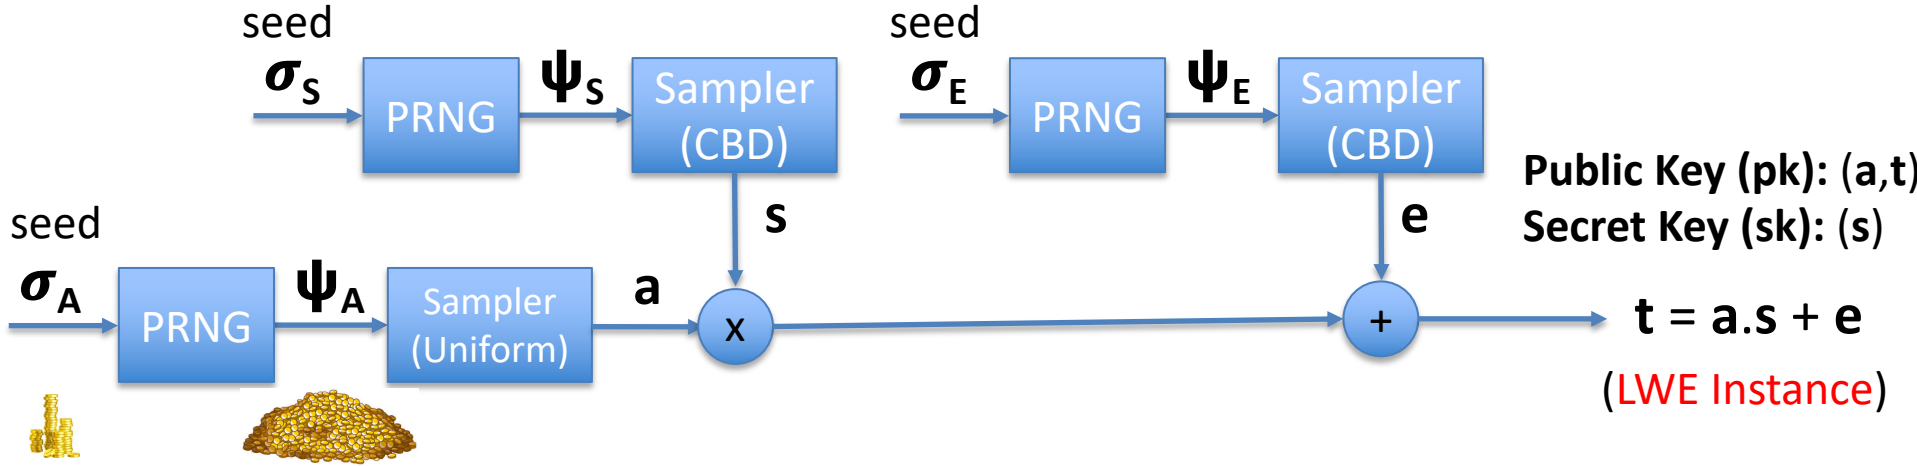 seed
σS
PRNG
ψS
Sampler
(CBD)
s
seed
σE
PRNG
ψE
Sampler
(CBD)
e
Public Key (pk): (a,t)
Secret Key (sk): (s)
seed
σA
PRNG
ψA
Sampler
(Uniform)
a
x
+
t = a.s + e
(LWE Instance)